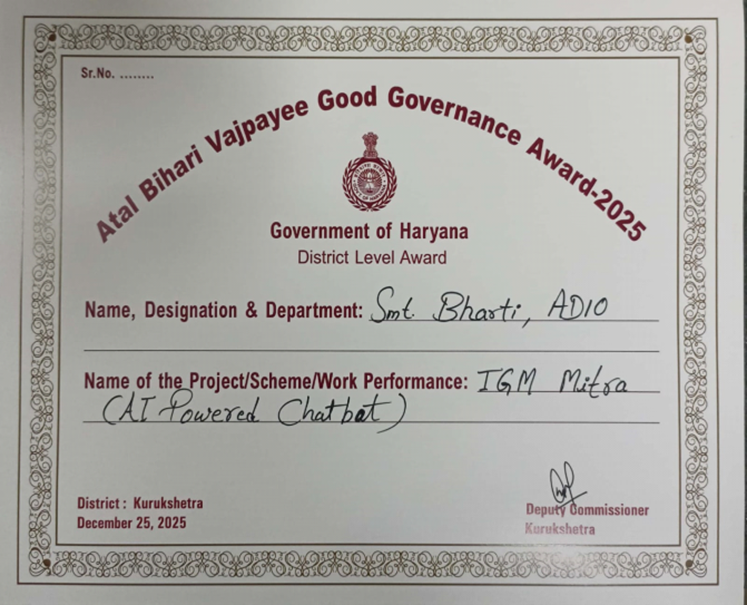 Sr.No. ........
Atal Bihari Vajpayee Good Governance Award-2025
Government of Haryana
District Level Award
Name, Designation & Department: Smt. Bharti, ADIO
Name of the Project/Scheme/Work Performance: IGM Mitra
(AI Powered Chatbot)
District : Kurukshetra
December 25, 2025
Deputy Commissioner
Kurukshetra